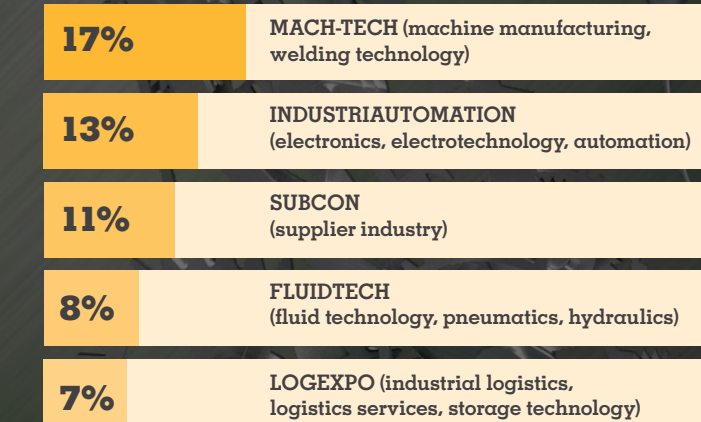 17%
MACH-TECH (machine manufacturing,
welding technology)
13%
INDUSTRIAUTOMATION
(electronics, electrotechnology, automation)
11%
SUBCON
(supplier industry)
8%
FLUIDTECH
(fluid technology, pneumatics, hydraulics)
7%
LOGEXPO (industrial logistics,
logistics services, storage technology)